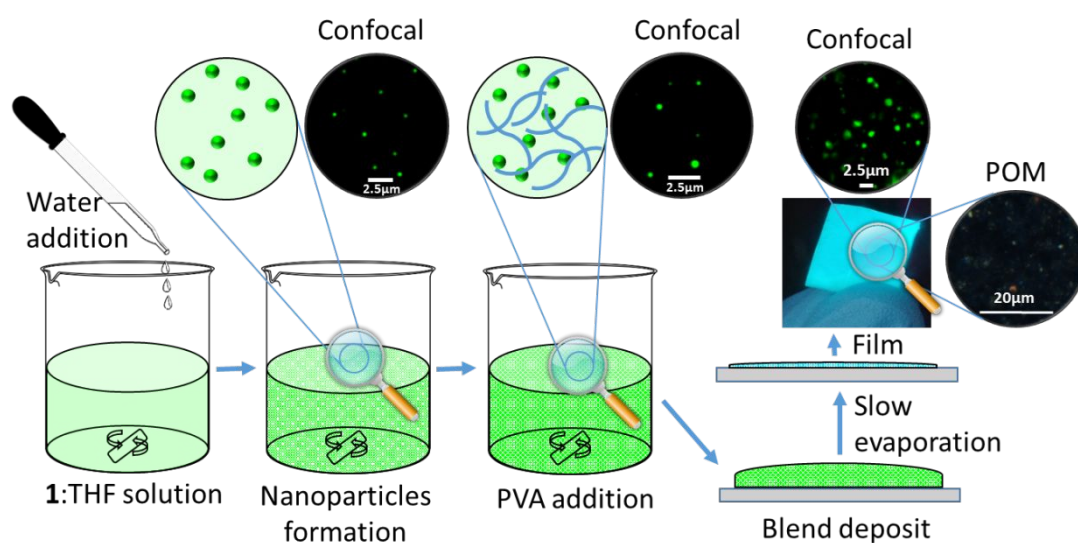 Confocal
2.5µm
Confocal
2.5µm
Confocal
2.5µm
POM
20µm
Water
addition
Film
Slow
evaporation
1:THF solution
Nanoparticles
formation
PVA addition
Blend deposit